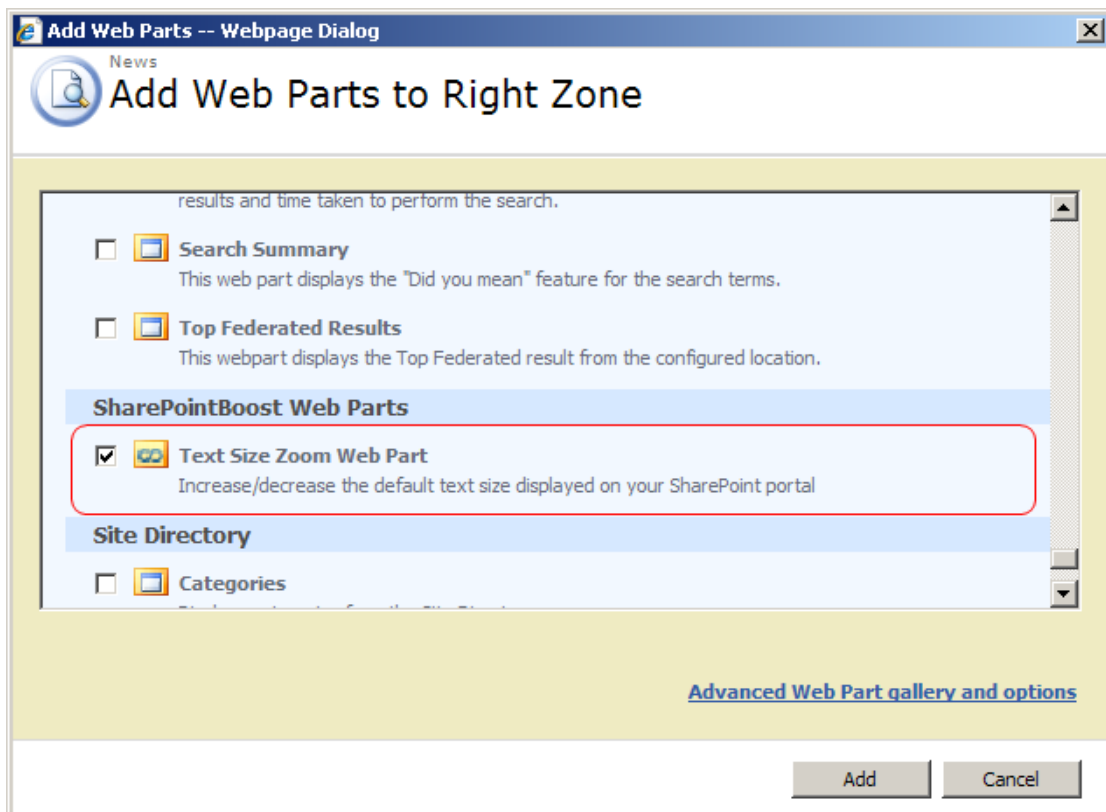 Add Web Parts -- Webpage Dialog
News
Add Web Parts to Right Zone
results and time taken to perform the search.
Search Summary
This web part displays the "Did you mean" feature for the search terms.
Top Federated Results
This webpart displays the Top Federated result from the configured location.
SharePointBoost Web Parts
Text Size Zoom Web Part
Increase/decrease the default text size displayed on your SharePoint portal
Site Directory
Categories
Advanced Web Part gallery and options
Add Cancel